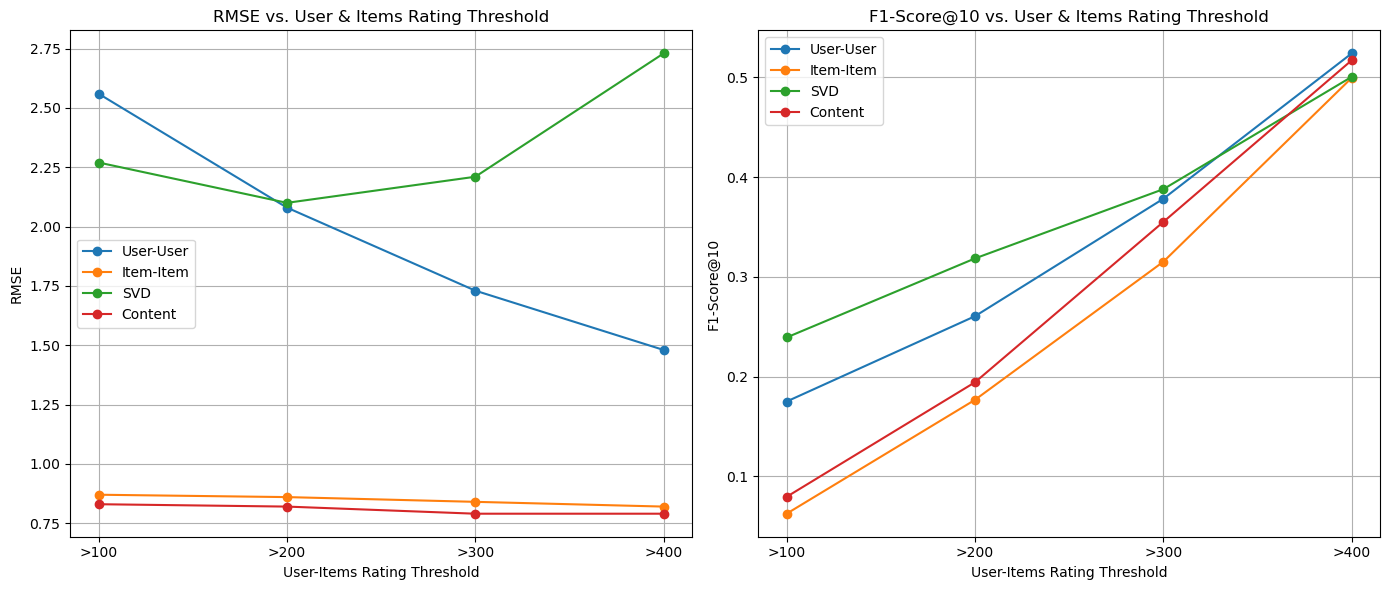 RMSE vs. User & Items Rating Threshold
2.75
2.50
2.25
2.00
1.75
1.50
1.25
1.00
0.75
RMSE
User-User
Item-Item
SVD
Content
>100
>200
>300
>400
User-Items Rating Threshold
F1-Score@10 vs. User & Items Rating Threshold
User-User
Item-Item
SVD
Content
0.5
0.4
0.3
0.2
0.1
F1-Score@10
>100
>200
>300
>400
User-Items Rating Threshold